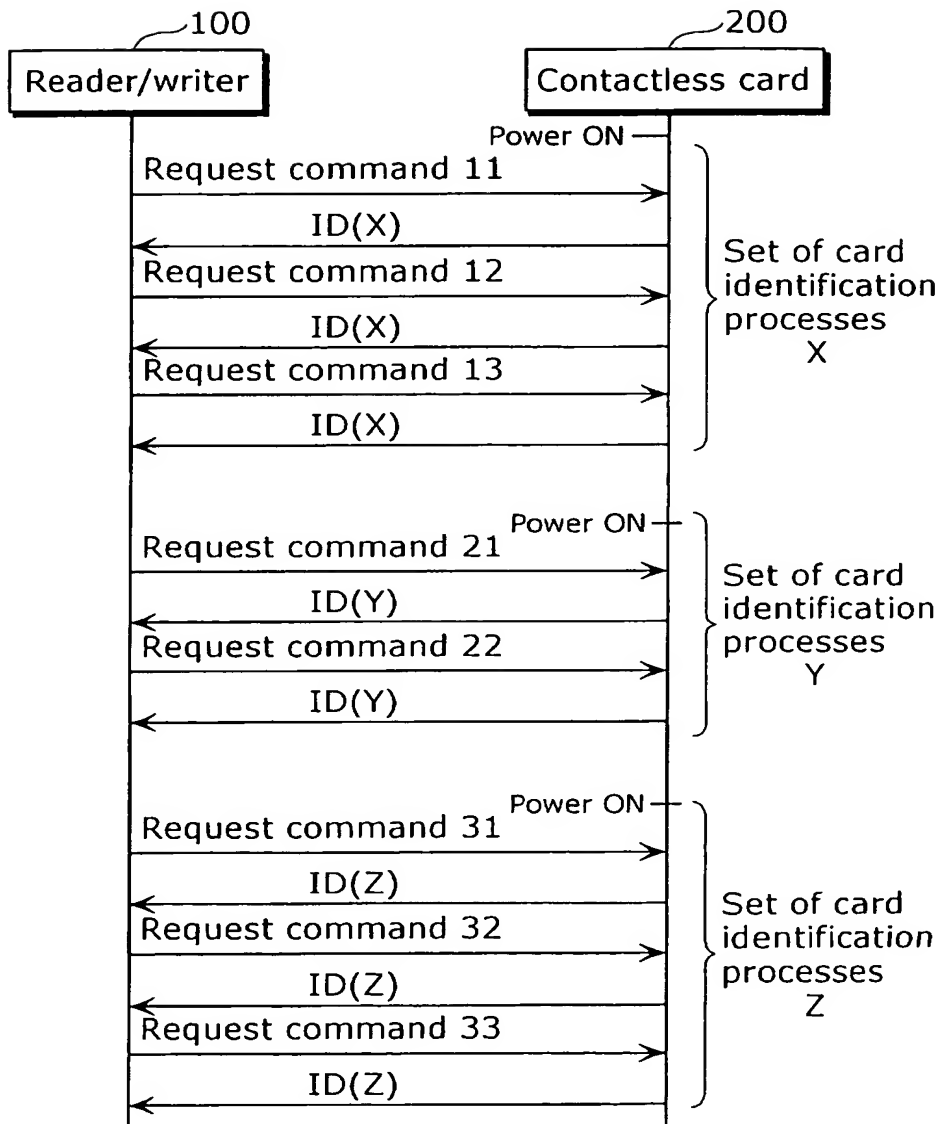 100
200
Reader/writer
Contactless card
Power ON
Request command 11
ID(X)
Request command 12
ID(X)
Request command 13
ID(X)
Set of card
identification
processes
X
Power ON
Request command 21
ID(Y)
Request command 22
ID(Y)
Set of card
identification
processes
Y
Power ON
Request command 31
ID(Z)
Request command 32
ID(Z)
Request command 33
ID(Z)
Set of card
identification
processes
Z